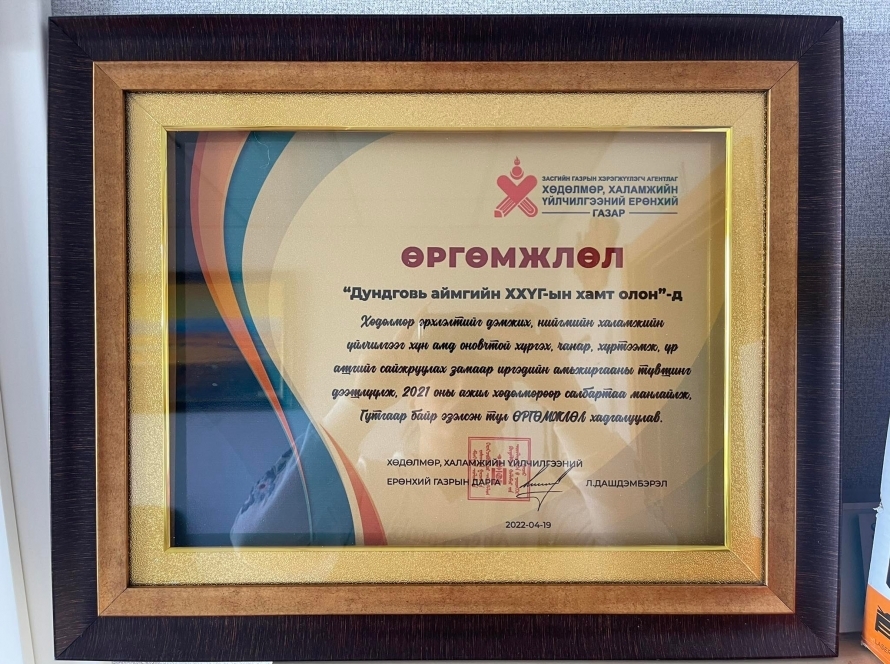 ЗАСГИЙН ГАЗРЫН ХЭРЭГЖҮҮЛЭГЧ АГЕНТЛАГ
ХӨДӨЛМӨР, ХАЛАМЖИЙН
ҮЙЛЧИЛГЭЭНИЙ ЕРӨНХИЙ
ГАЗАР
ӨРГӨМЖЛӨЛ
“Дундговь аймгийн ХХҮГ-ын хамт олон”-д
Хөдөлмөр эрхлэлтийг дэмжих, нийгмийн халамжийн
үйлчилгээг хүн амд оновчтой хүргэх, чанар, хүртээмж, үр
ашгийг сайжруулах замаар иргэдийн амьжиргааны түвшинг
дээшлүүлж, 2021 оны ажил хөдөлмөрөөр салбартаа манлайлж,
Гутгаар байр эзэлсэн тул ӨРГӨМЖЛӨЛ хадгалуулав.
ХӨДӨЛМӨР, ХАЛАМЖИЙН ҮЙЛЧИЛГЭЭНИЙ
ЕРӨНХИЙ ГАЗРЫН ДАРГА Л.ДАШДЭМБЭРЭЛ
2022-04-19